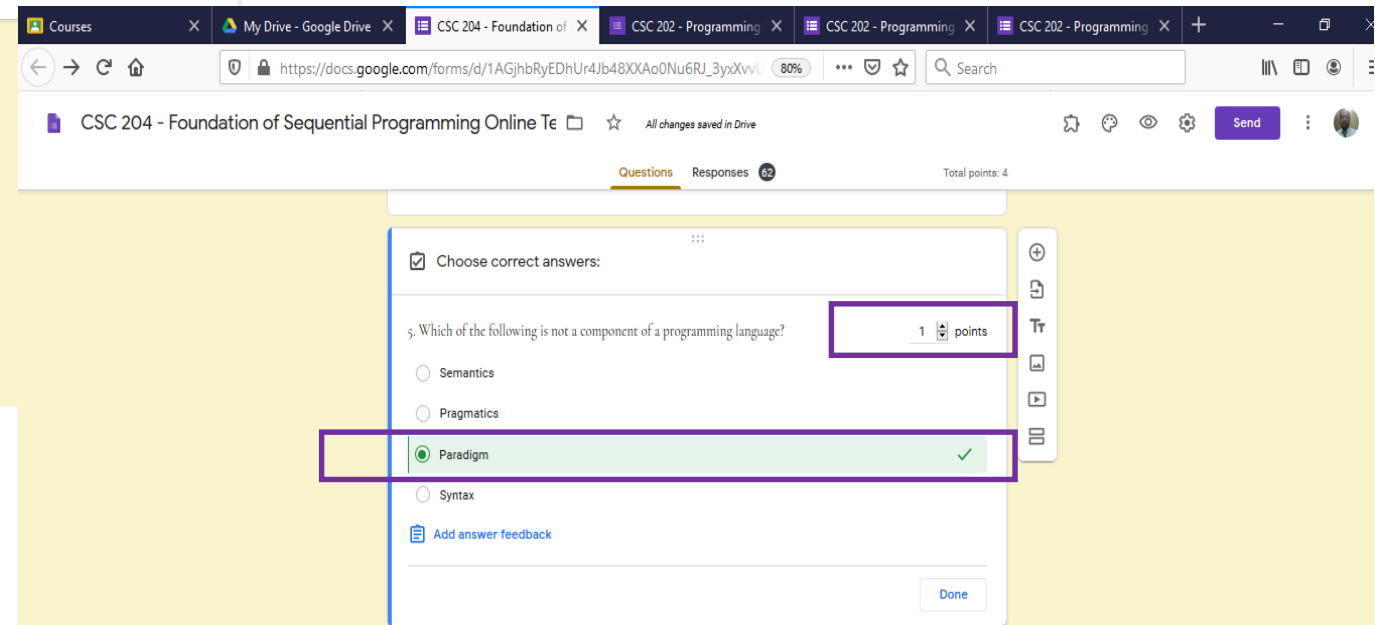 Courses
My Drive - Google Drive
CSC 204 - Foundation of
CSC 202 - Programming
CSC 202 - Programming
CSC 202 - Programming
https://docs.google.com/forms/d/1AGjhbRyEDhUr4Jb48XXAo0Nu6RJ_3yxXvvU
80%
Search
CSC 204 - Foundation of Sequential Programming Online Te
All changes saved in Drive
Send
Questions
Responses 62
Total points: 4
Choose correct answers:
5. Which of the following is not a component of a programming language?
1 points
Semantics
Pragmatics
Paradigm
Syntax
Add answer feedback
Done